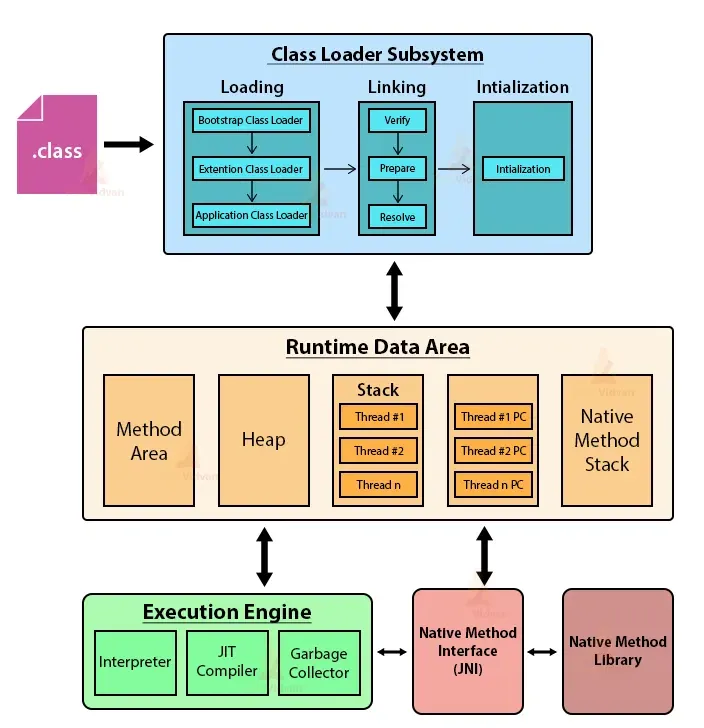 Class Loader Subsystem
Loading
Linking
Intialization
.class
Bootstrap Class Loader
Extention Class Loader
Application Class Loader
Verify
Prepare
Resolve
Intialization
Runtime Data Area
Method
Area
Heap
Stack
Thread #1
Thread #2
Thread n
Thread #1 PC
Thread #2 PC
Thread n PC
Native
Method
Stack
Execution Engine
Interpreter
JIT
Compiler
Garbage
Collector
Native Method
Interface
(JNI)
Native Method
Library